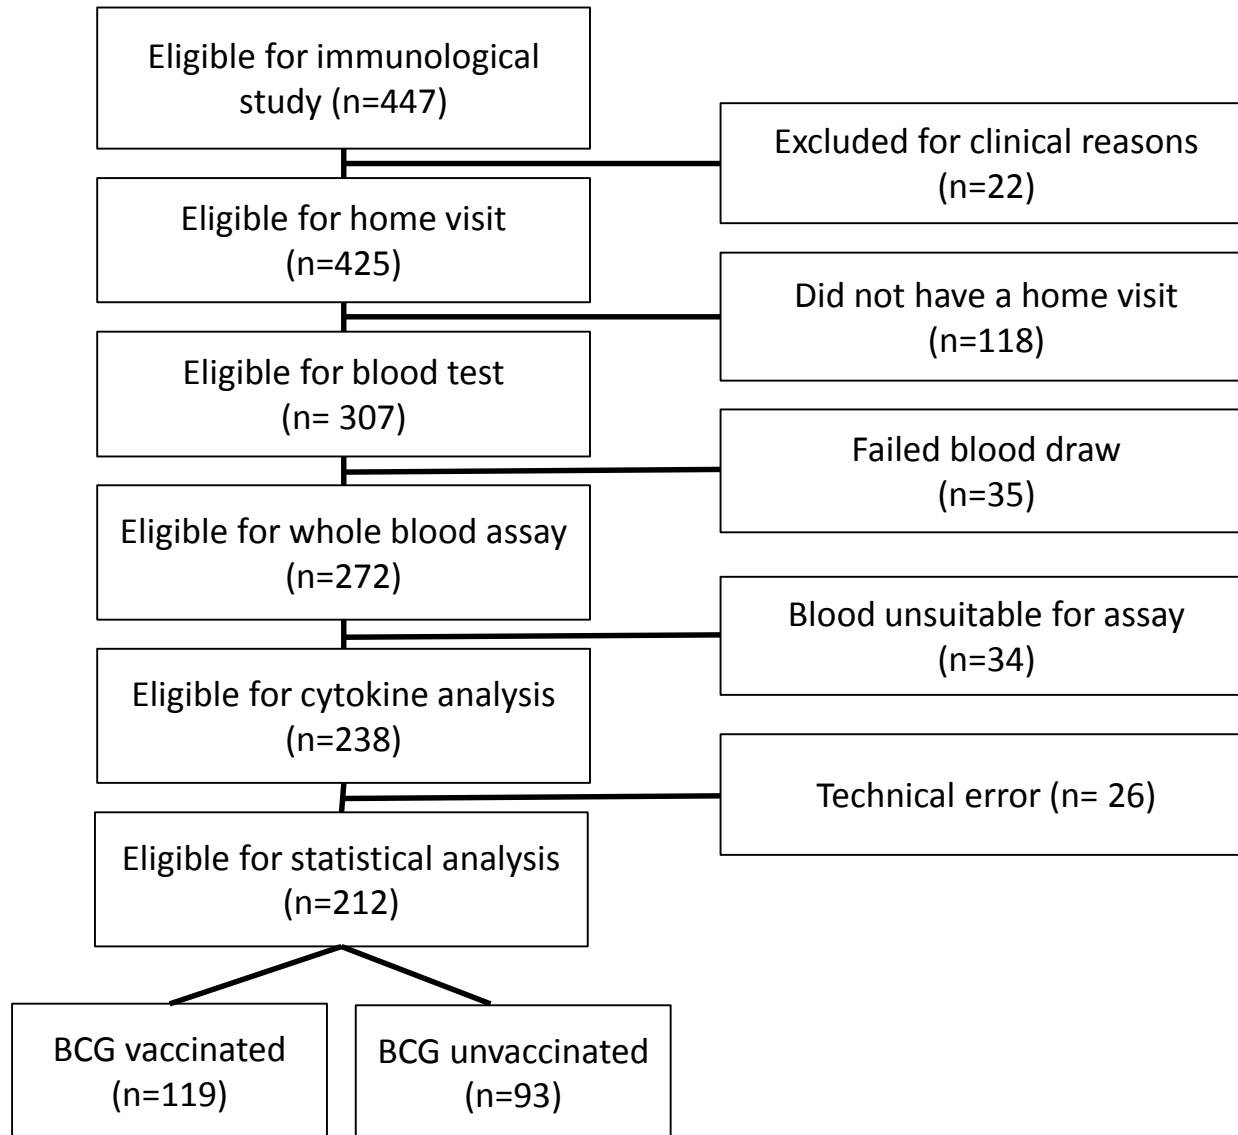 Eligible for immunological
study (n=447)
Excluded for clinical reasons
(n=22)
Eligible for home visit
(n=425)
Did not have a home visit
(n=118)
Eligible for blood test
(n= 307)
Failed blood draw
(n=35)
Eligible for whole blood assay
(n=272)
Blood unsuitable for assay
(n=34)
Eligible for cytokine analysis
(n=238)
Technical error (n= 26)
Eligible for statistical analysis
(n=212)
BCG vaccinated
(n=119)
BCG unvaccinated
(n=93)